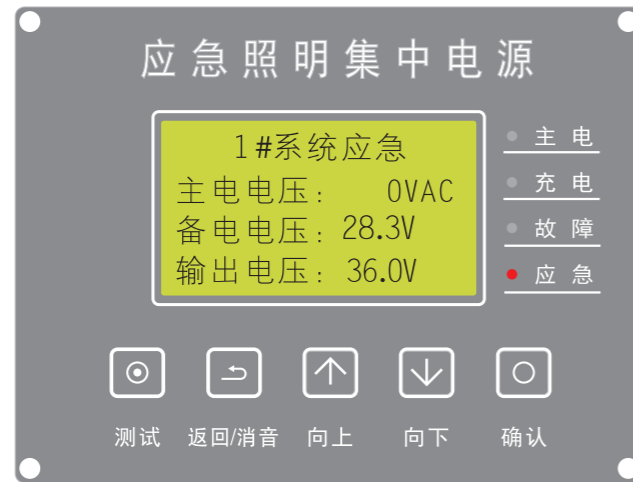 应急照明集中电源
1#系统应急
主电电压: 0VAC
备电电压: 28.3V
输出电压: 36.0V
主电
充电
故障
应急
测试 返回/消音 向上 向下 确认